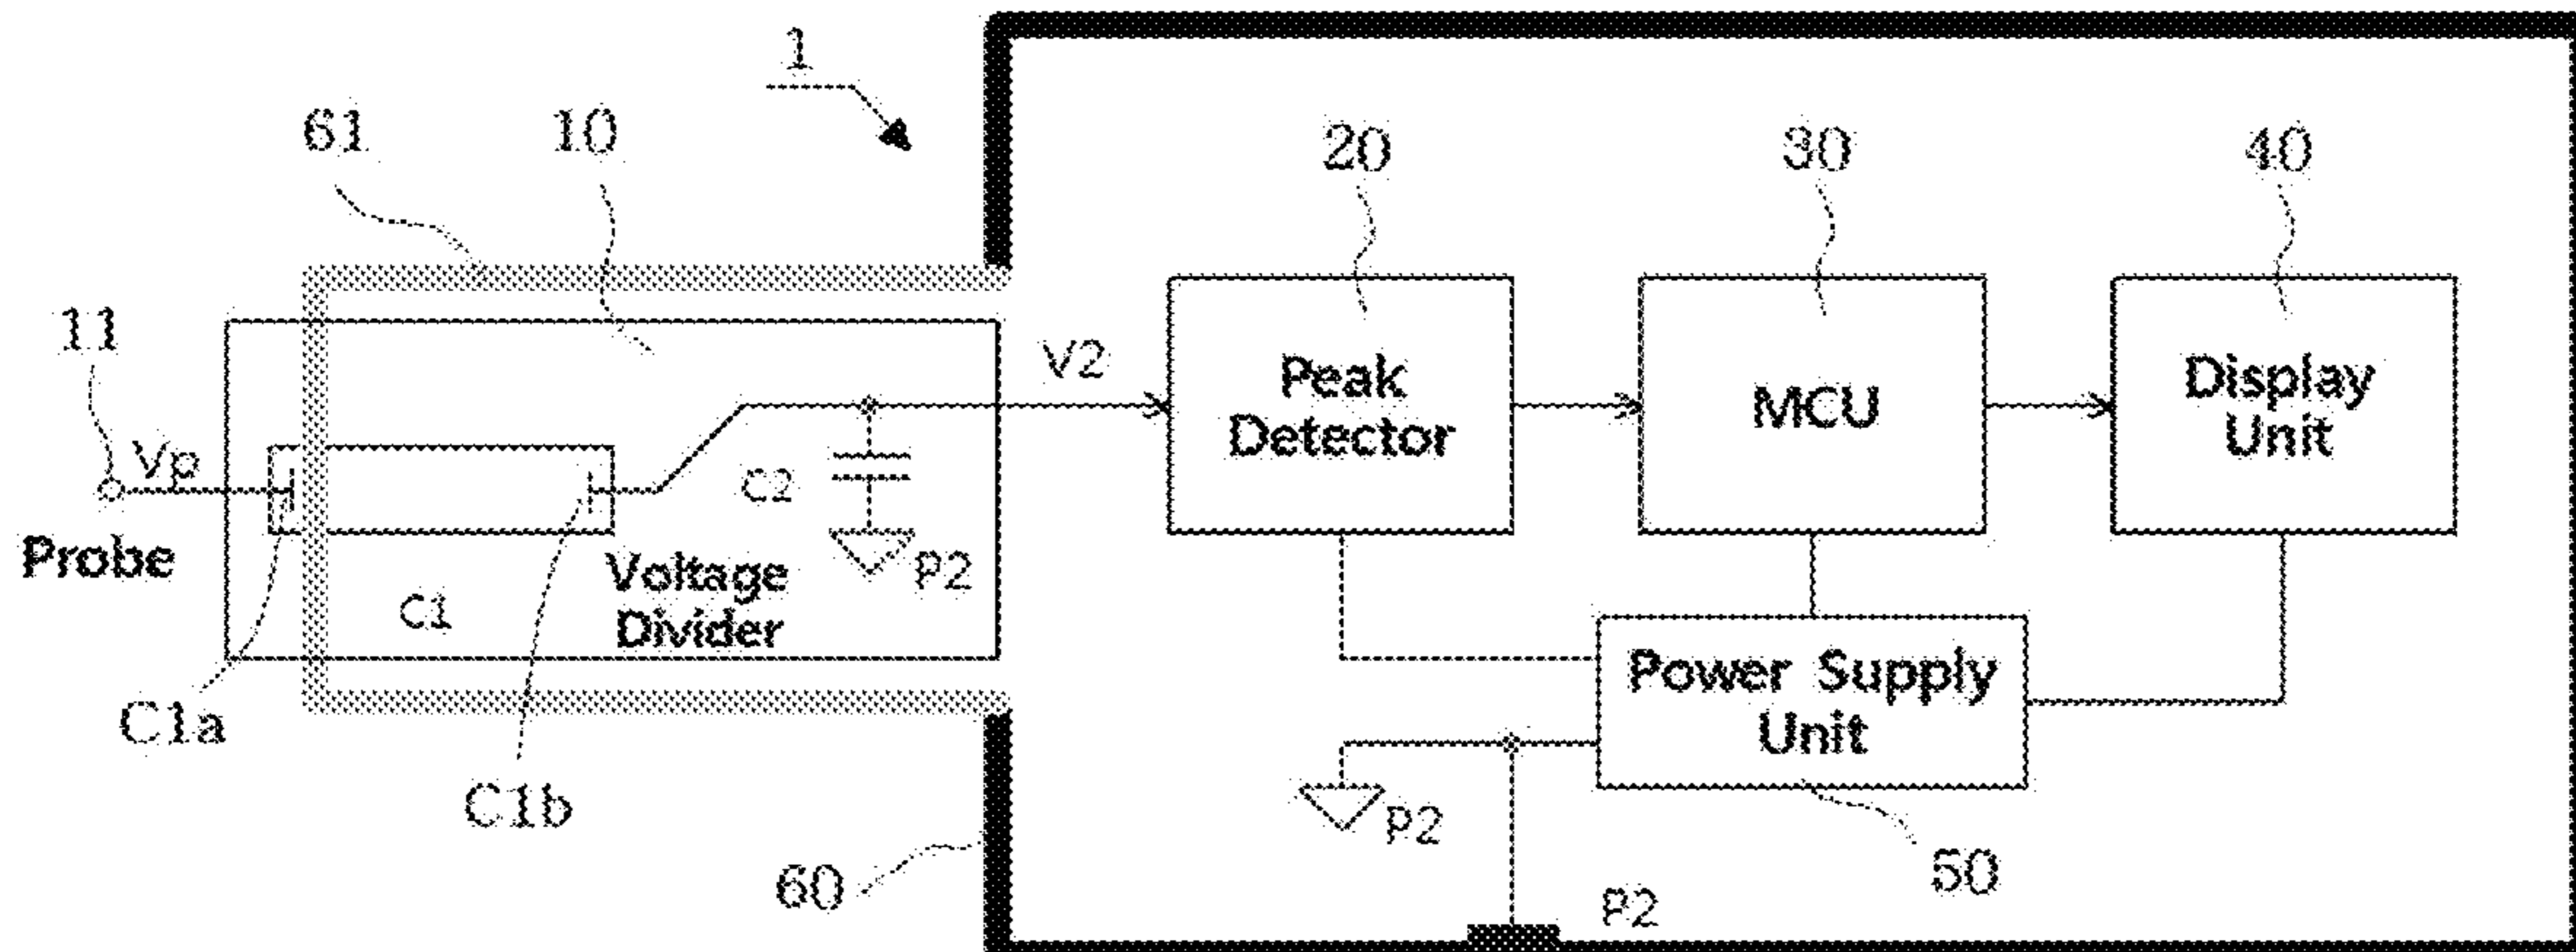 1
61
10
20
30
40
11
Vp
Probe
V2
Peak
Detector
MCU
Display
Unit
C2
P2
C1
Voltage
Divider
C1a
C1b
Power Supply
Unit
P2
60
50
P2